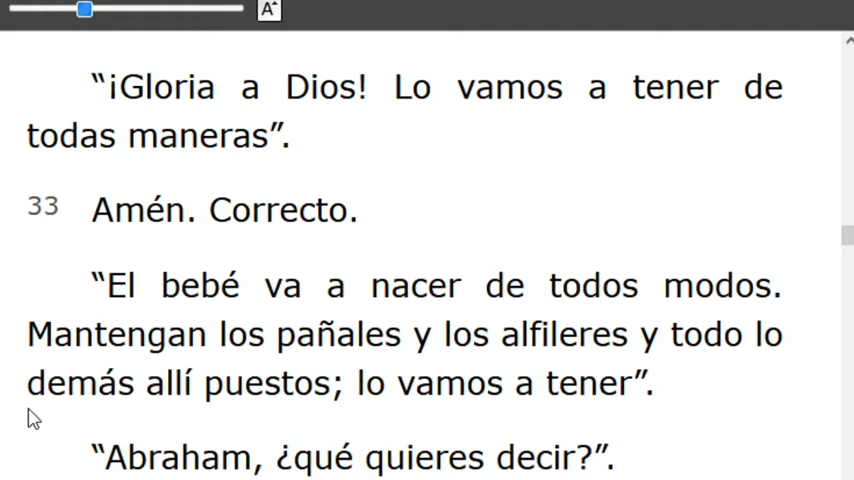 A
“¡Gloria a Dios! Lo vamos a tener de
todas maneras”.
33 Amén. Correcto.
“El bebé va a nacer de todos modos.
Mantengan los pañales y los alfileres y todo lo
demás allí puestos; lo vamos a tener”.
“Abraham, ¿qué quieres decir?”.